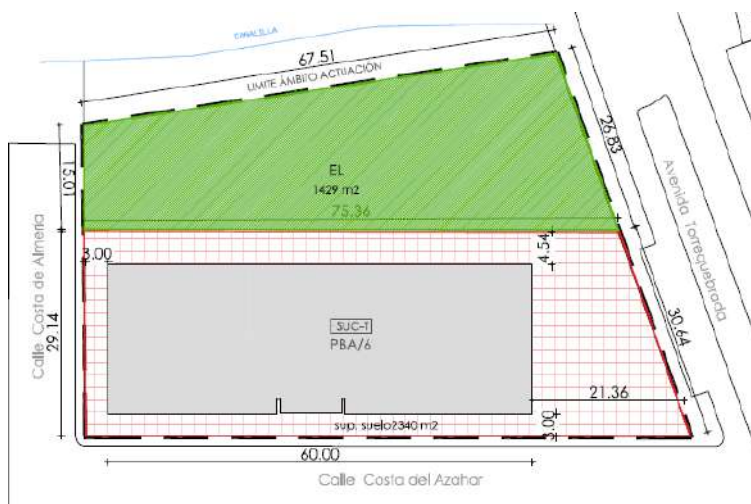 CANALILLA
67.51
LIMITE ÁMBITO ACTUACIÓN
26.83
15.01
EL
1429 m2
75.36
Avenida Torrequebrada
Calle Costa de Almería
3.00
4.54
29.14
SUC-T
PBA/6
30.64
21.36
3.00
sup. suelo2340 m2
60.00
Calle Costa del Azahar